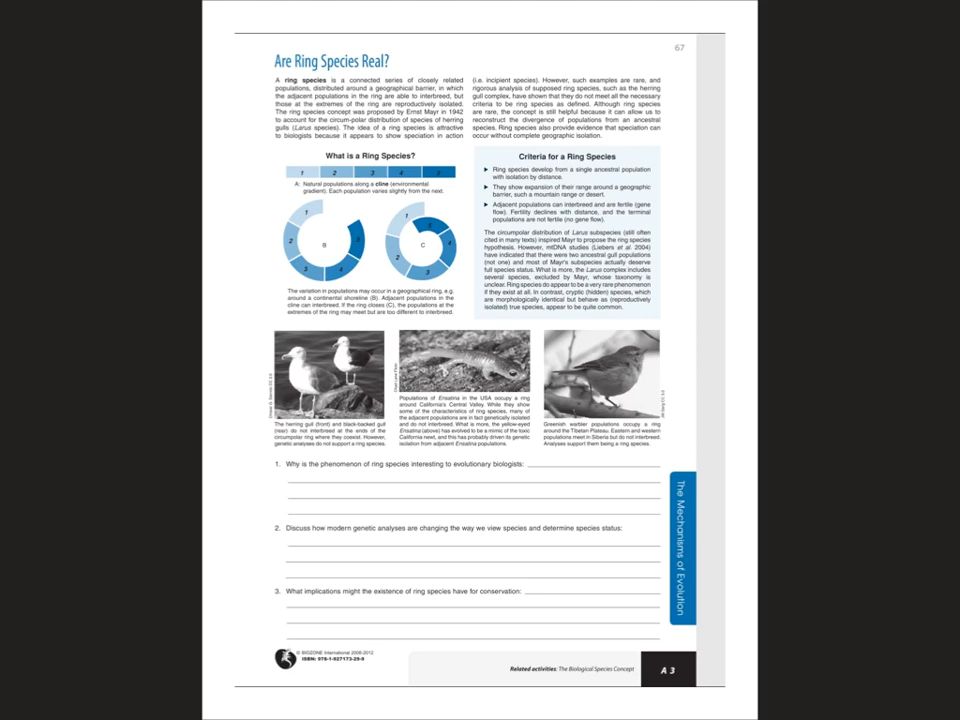 67
Are Ring Species Real?
A ring species is a connected series of closely related
populations, distributed around a geographical barrier, in which
the adjacent populations in the ring are able to interbreed, but
those at the extremes of the ring are reproductively isolated.
The ring species concept was proposed by Ernst Mayr in 1942
to account for the circum-polar distribution of species of herring
gulls (Larus species). The idea of a ring species is attractive
to biologists because it appears to show speciation in action
(i.e. incipient species). However, such examples are rare, and
rigorous analysis of supposed ring species, such as the herring
gull complex, have shown that they do not meet all the necessary
criteria to be ring species as defined. Although ring species
are rare, the concept is still helpful because it can allow us to
reconstruct the divergence of populations from an ancestral
species. Ring species also provide evidence that speciation can
occur without complete geographic isolation.
What is a Ring Species?
1 2 3 4 5
A: Natural populations along a cline (environmental
gradient). Each population varies slightly from the next.
1
2
3
4
5
B
1
2
3
4
5
C
The variation in populations may occur in a geographical ring, e.g.
around a continental shoreline (B). Adjacent populations in the
cline can interbreed. If the ring closes (C), the populations at the
extremes of the ring may meet but are too different to interbreed.
Criteria for a Ring Species
Ring species develop from a single ancestral population
with isolation by distance.
They show expansion of their range around a geographic
barrier, such a mountain range or desert.
Adjacent populations can interbreed and are fertile (gene
flow). Fertility declines with distance, and the terminal
populations are not fertile (no gene flow).
The circumpolar distribution of Larus subspecies (still often
cited in many texts) inspired Mayr to propose the ring species
hypothesis. However, mtDNA studies (Liebers et al. 2004)
have indicated that there were two ancestral gull populations
(not one) and most of Mayr's subspecies actually deserve
full species status. What is more, the Larus complex includes
several species, excluded by Mayr, whose taxonomy is
unclear. Ring species do appear to be a very rare phenomenon
if they exist at all. In contrast, cryptic (hidden) species, which
are morphologically identical but behave as (reproductively
isolated) true species, appear to be quite common.
The herring gull (front) and black-backed gull
(rear) do not interbreed at the ends of the
circumpolar ring where they coexist. However,
genetic analyses do not support a ring species.
Populations of Ensatina in the USA occupy a ring
around California's Central Valley. While they show
some of the characteristics of ring species, many of
the adjacent populations are in fact genetically isolated
and do not interbreed. What is more, the yellow-eye
Ensatina (above) has evolved to be a mimic of the toxic
California newt, and this has probably driven its genetic
isolation from adjacent Ensatina populations.
Greenish warbler populations occupy a ring
around the Tibetan Plateau. Eastern and western
populations meet in Siberia but do not interbreed.
Analyses support them being a ring species.
1. Why is the phenomenon of ring species interesting to evolutionary biologists:
2. Discuss how modern genetic analyses are changing the way we view species and determine species status:
3. What implications might the existence of ring species have for conservation:
The Mechanisms of Evolution
© BIOZONE International 2008-2012
ISBN: 978-1-927173-29-9
Related activities: The Biological Species Concept
A 3